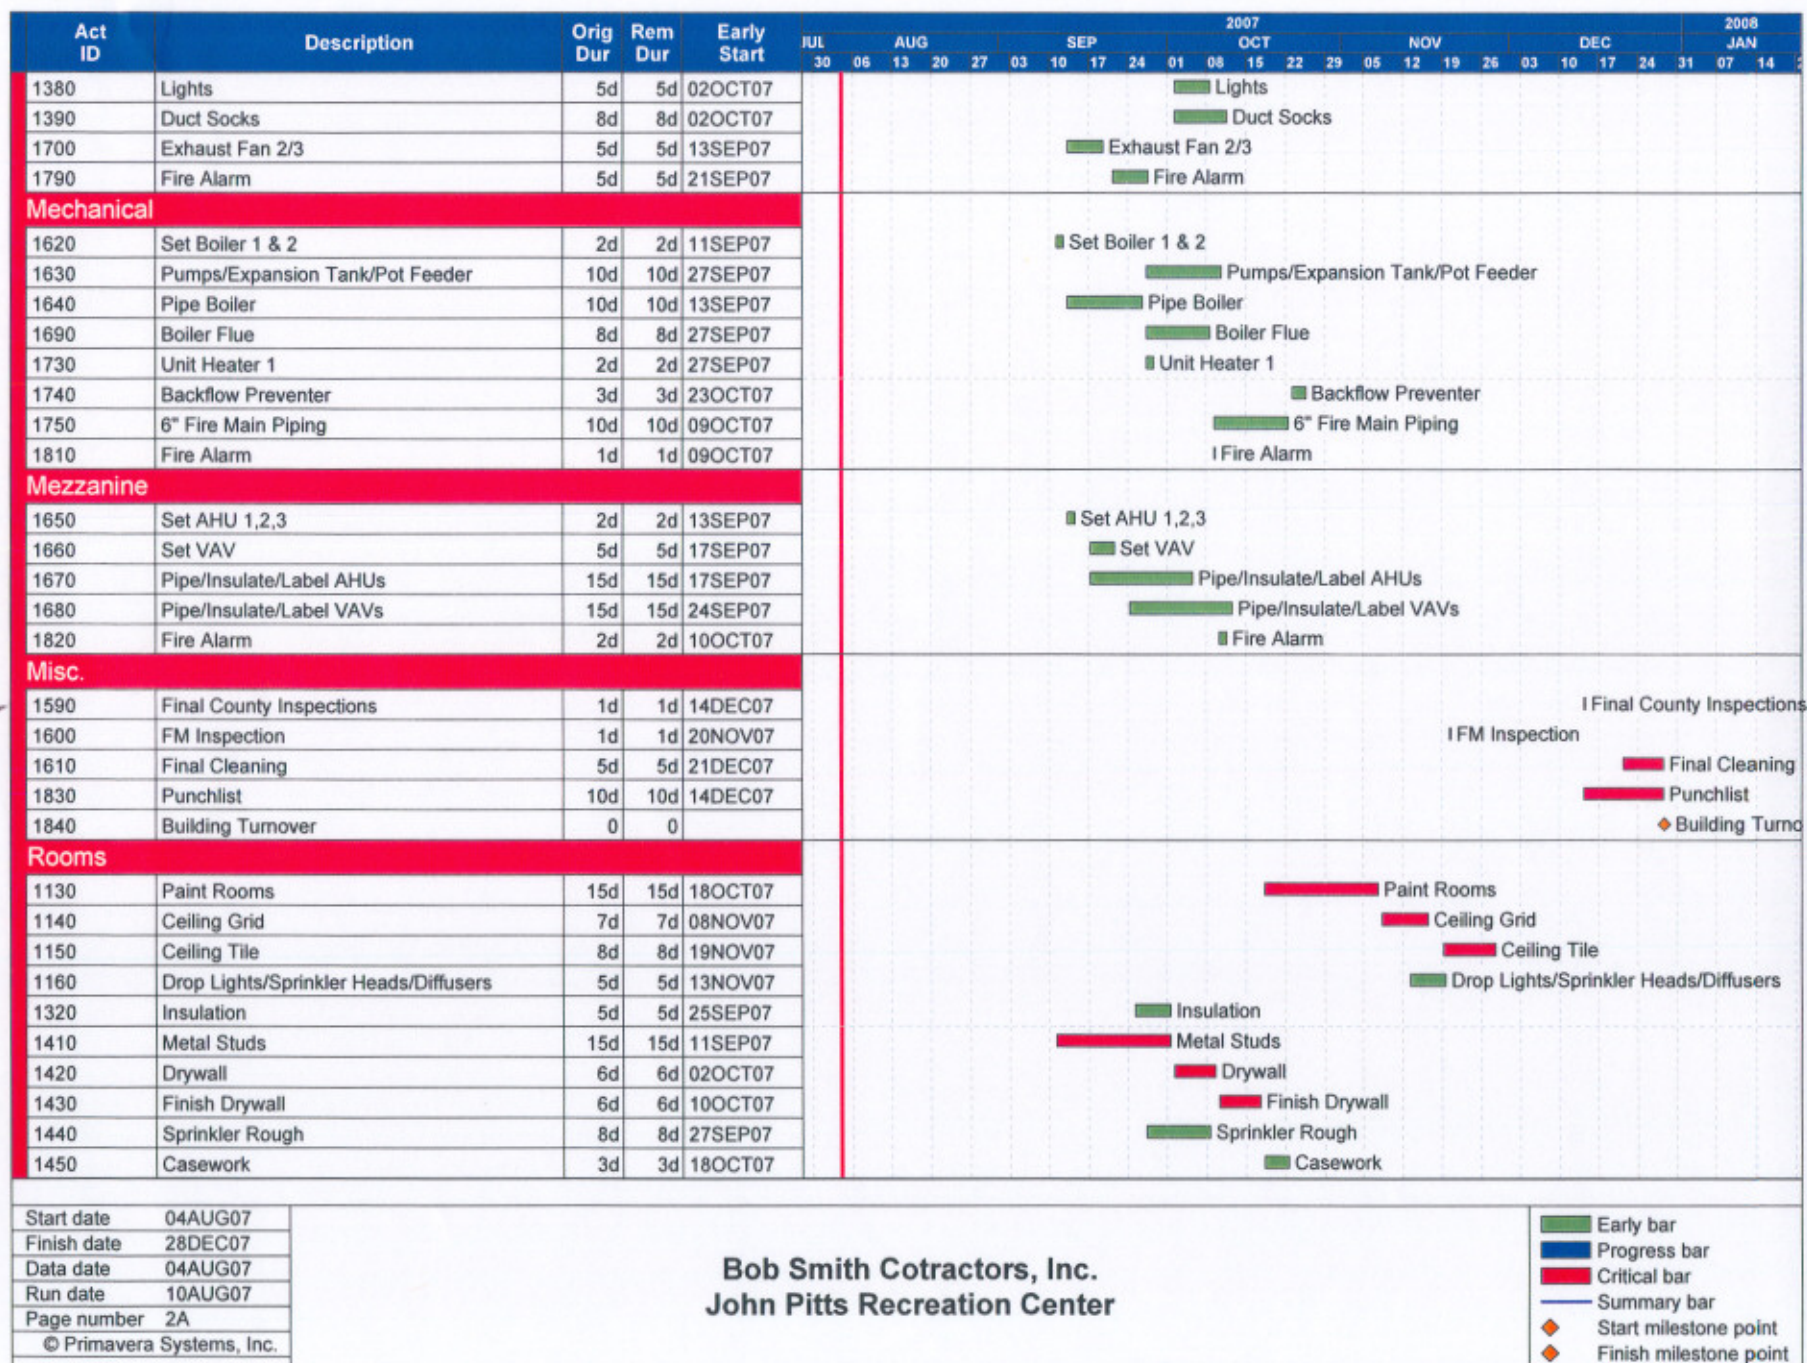 Act ID Description Orig Dur Rem Dur Early Start
2007 2008
JUL AUG SEP OCT NOV DEC JAN
30 06 13 20 27 03 10 17 24 01 08 15 22 29 05 12 19 26 03 10 17 24 31 07 14
1380 Lights 5d 5d 02OCT07 Lights
1390 Duct Socks 8d 8d 02OCT07 Duct Socks
1700 Exhaust Fan 2/3 5d 5d 13SEP07 Exhaust Fan 2/3
1790 Fire Alarm 5d 5d 21SEP07 Fire Alarm
Mechanical
1620 Set Boiler 1 & 2 2d 2d 11SEP07 Set Boiler 1 & 2
1630 Pumps/Expansion Tank/Pot Feeder 10d 10d 27SEP07 Pumps/Expansion Tank/Pot Feeder
1640 Pipe Boiler 10d 10d 13SEP07 Pipe Boiler
1690 Boiler Flue 8d 8d 27SEP07 Boiler Flue
1730 Unit Heater 1 2d 2d 27SEP07 Unit Heater 1
1740 Backflow Preventer 3d 3d 23OCT07 Backflow Preventer
1750 6" Fire Main Piping 10d 10d 09OCT07 6" Fire Main Piping
1810 Fire Alarm 1d 1d 09OCT07 Fire Alarm
Mezzanine
1650 Set AHU 1,2,3 2d 2d 13SEP07 Set AHU 1,2,3
1660 Set VAV 5d 5d 17SEP07 Set VAV
1670 Pipe/Insulate/Label AHUs 15d 15d 17SEP07 Pipe/Insulate/Label AHUs
1680 Pipe/Insulate/Label VAVs 15d 15d 24SEP07 Pipe/Insulate/Label VAVs
1820 Fire Alarm 2d 2d 10OCT07 Fire Alarm
Misc.
1590 Final County Inspections 1d 1d 14DEC07 Final County Inspections
1600 FM Inspection 1d 1d 20NOV07 FM Inspection
1610 Final Cleaning 5d 5d 21DEC07 Final Cleaning
1830 Punchlist 10d 10d 14DEC07 Punchlist
1840 Building Turnover 0 0 Building Turno
Rooms
1130 Paint Rooms 15d 15d 18OCT07 Paint Rooms
1140 Ceiling Grid 7d 7d 08NOV07 Ceiling Grid
1150 Ceiling Tile 8d 8d 19NOV07 Ceiling Tile
1160 Drop Lights/Sprinkler Heads/Diffusers 5d 5d 13NOV07 Drop Lights/Sprinkler Heads/Diffusers
1320 Insulation 5d 5d 25SEP07 Insulation
1410 Metal Studs 15d 15d 11SEP07 Metal Studs
1420 Drywall 6d 6d 02OCT07 Drywall
1430 Finish Drywall 6d 6d 10OCT07 Finish Drywall
1440 Sprinkler Rough 8d 8d 27SEP07 Sprinkler Rough
1450 Casework 3d 3d 18OCT07 Casework
Start date 04AUG07
Finish date 28DEC07
Data date 04AUG07
Run date 10AUG07
Page number 2A
© Primavera Systems, Inc.
Bob Smith Cotractors, Inc.
John Pitts Recreation Center
Early bar
Progress bar
Critical bar
Summary bar
Start milestone point
Finish milestone point